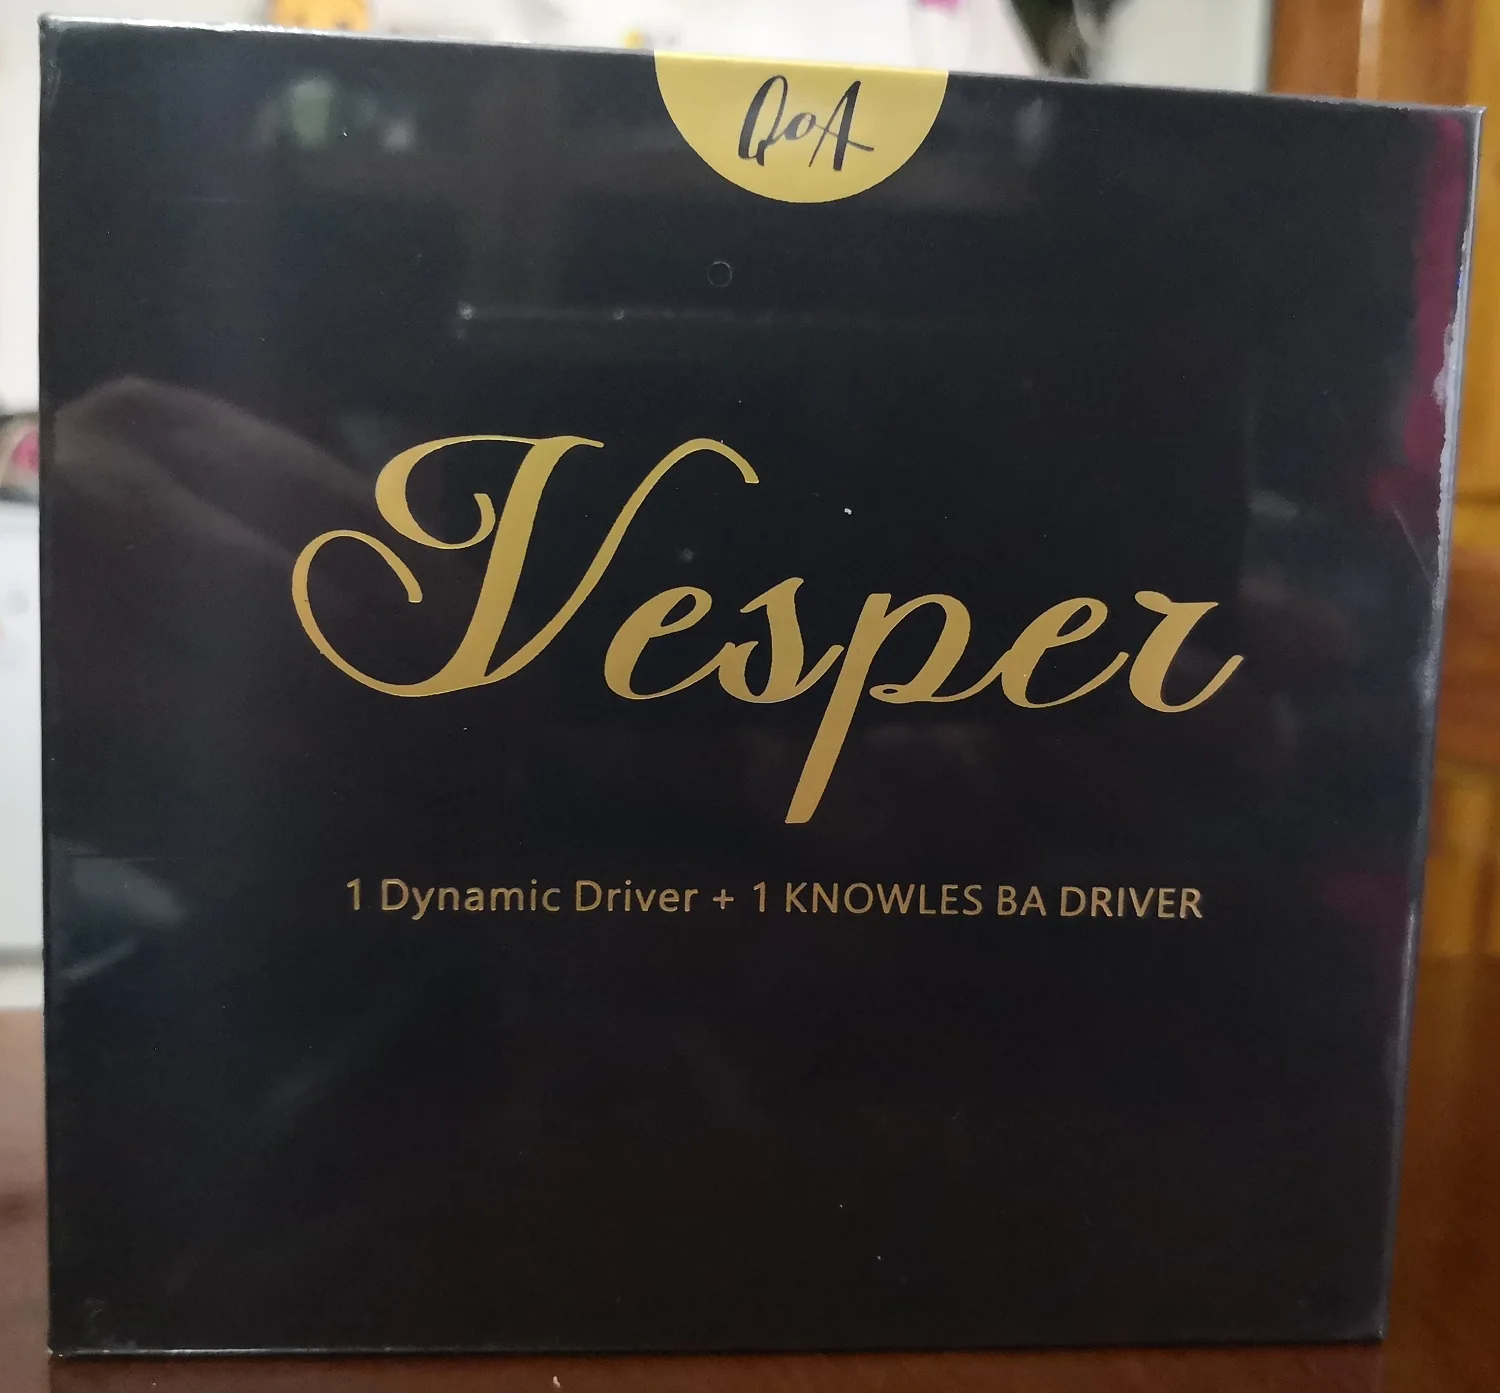 QoA
Vesper
1 Dynamic Driver + 1 KNOWLES BA DRIVER